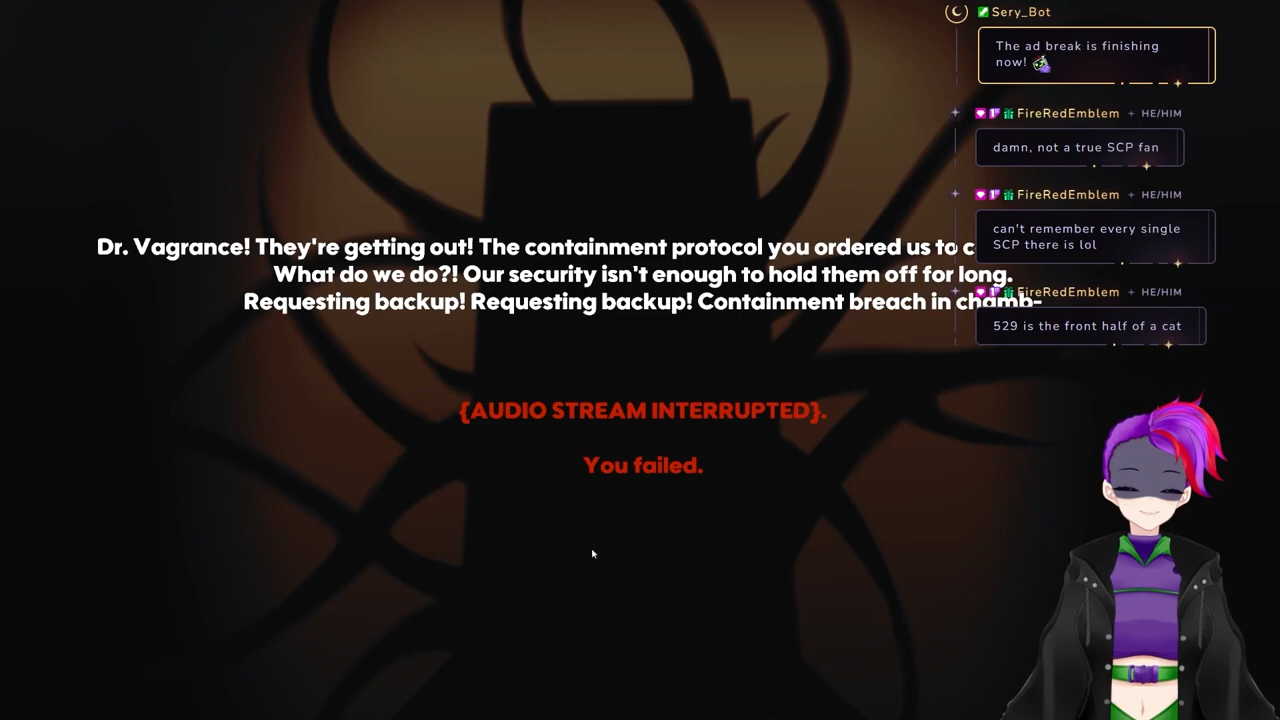 Sery_Bot
The ad break is finishing
now!
FireRedEmblem HE/HIM
damn, not a true SCP fan
FireRedEmblem HE/HIM
can't remember every single
SCP there is lol
FireRedEmblem HE/HIM
529 is the front half of a cat
Dr. Vagrance! They're getting out! The containment protocol you ordered us to
What do we do?! Our security isn't enough to hold them off for long.
Requesting backup! Requesting backup! Containment breach in chamb-
{AUDIO STREAM INTERRUPTED}.
You failed.